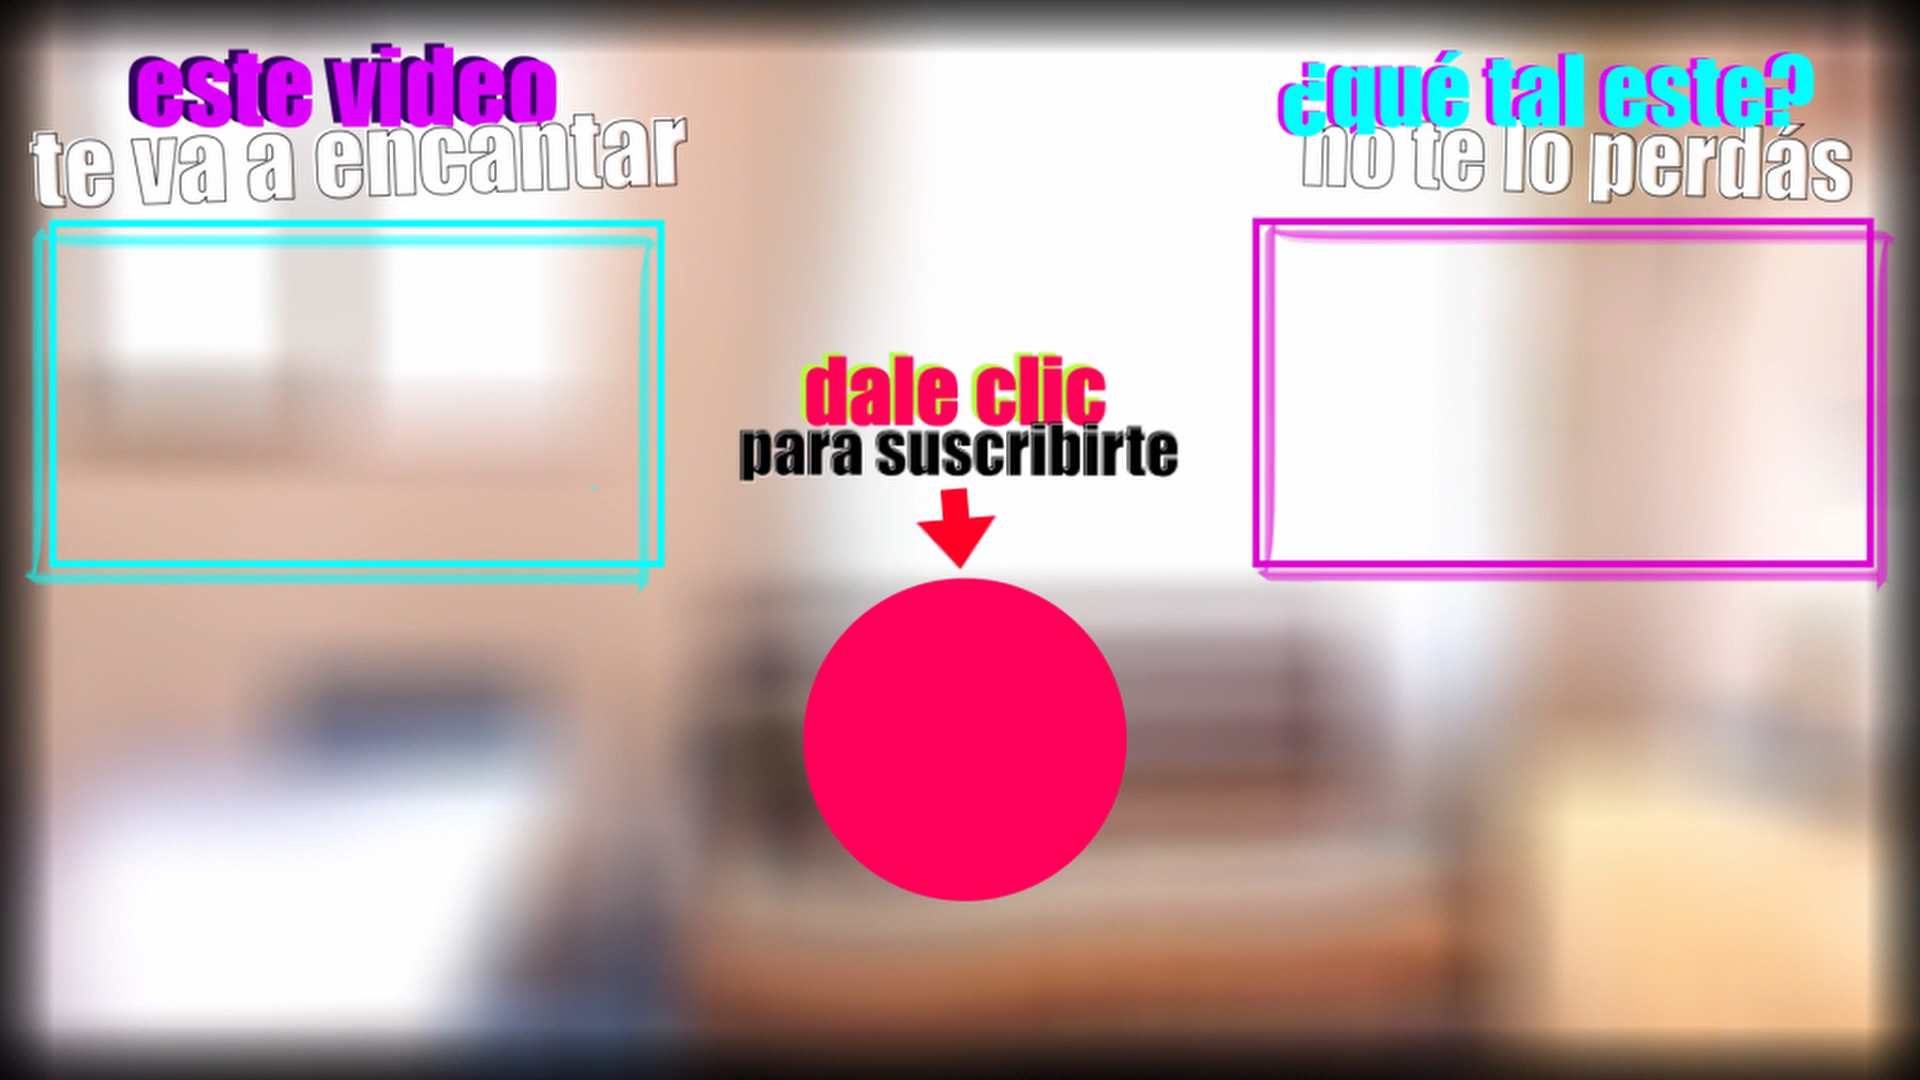 este video
te va a encantar
¿qué tal este?
no te lo perdás
dale clic
para suscribirte